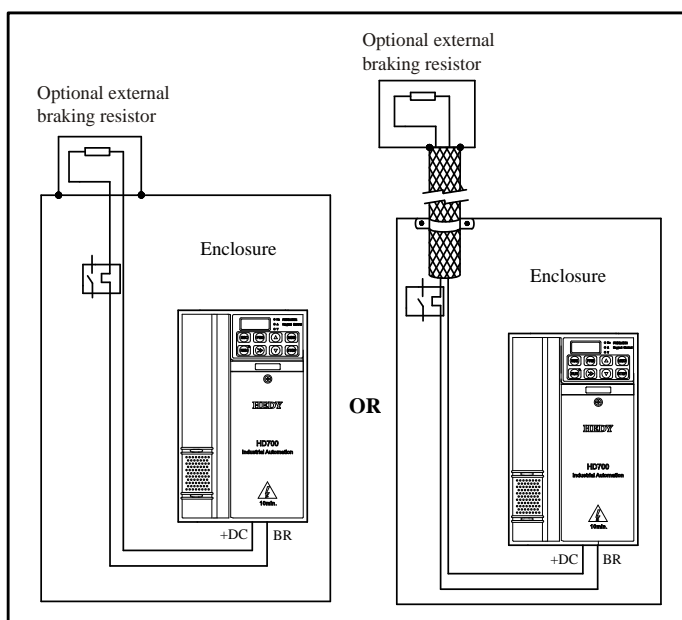 Optional external
braking resistor
Enclosure
HEDY
HD700
Industrial Automation
10min.
+DC BR
OR
Optional external
braking resistor
Enclosure
HEDY
HD700
Industrial Automation
10min.
+DC BR